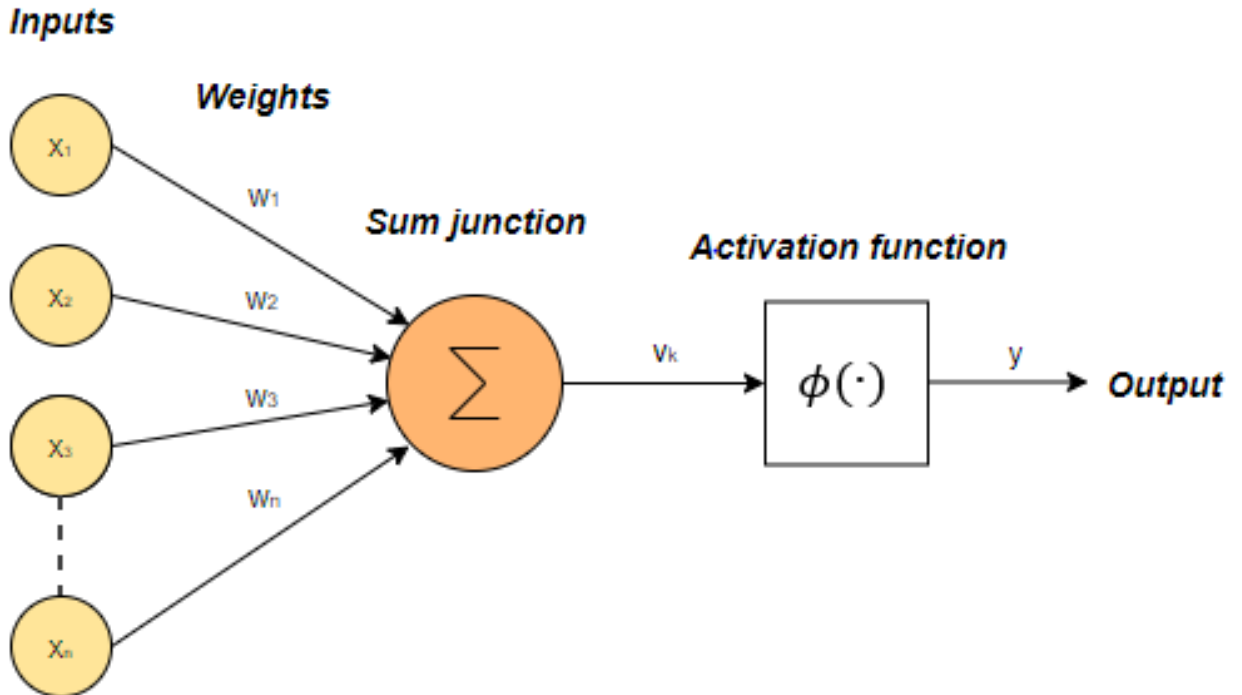 Inputs
Weights
X₁
W₁
Sum junction
Activation function
X₂
W₂
Σ
vₖ
ϕ(·)
y
Output
W₃
X₃
Wₙ
Xₙ